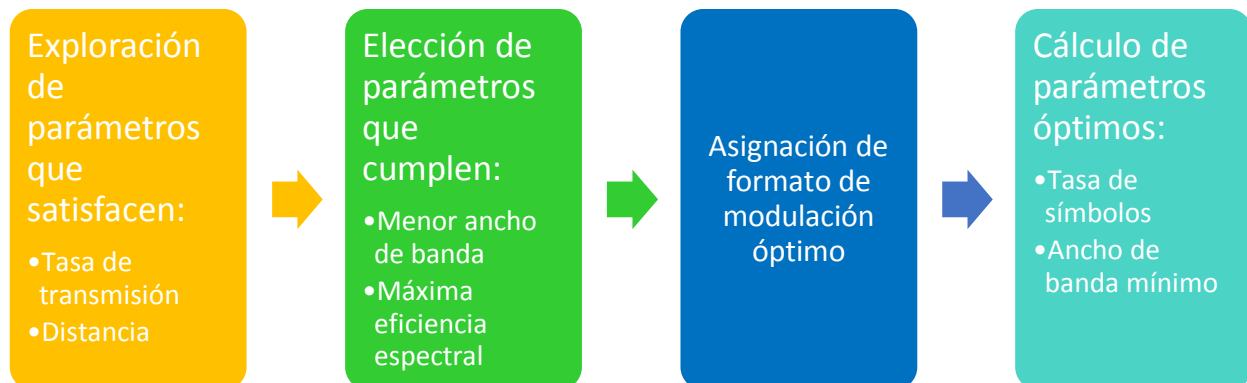 Exploración
de
parámetros
que
satisfacen:
•Tasa de
transmisión
•Distancia
Elección de
parámetros
que
cumplen:
•Menor ancho
de banda
•Máxima
eficiencia
espectral
Asignación de
formato de
modulación
óptimo
Cálculo de
parámetros
óptimos:
•Tasa de
símbolos
•Ancho de
banda mínimo